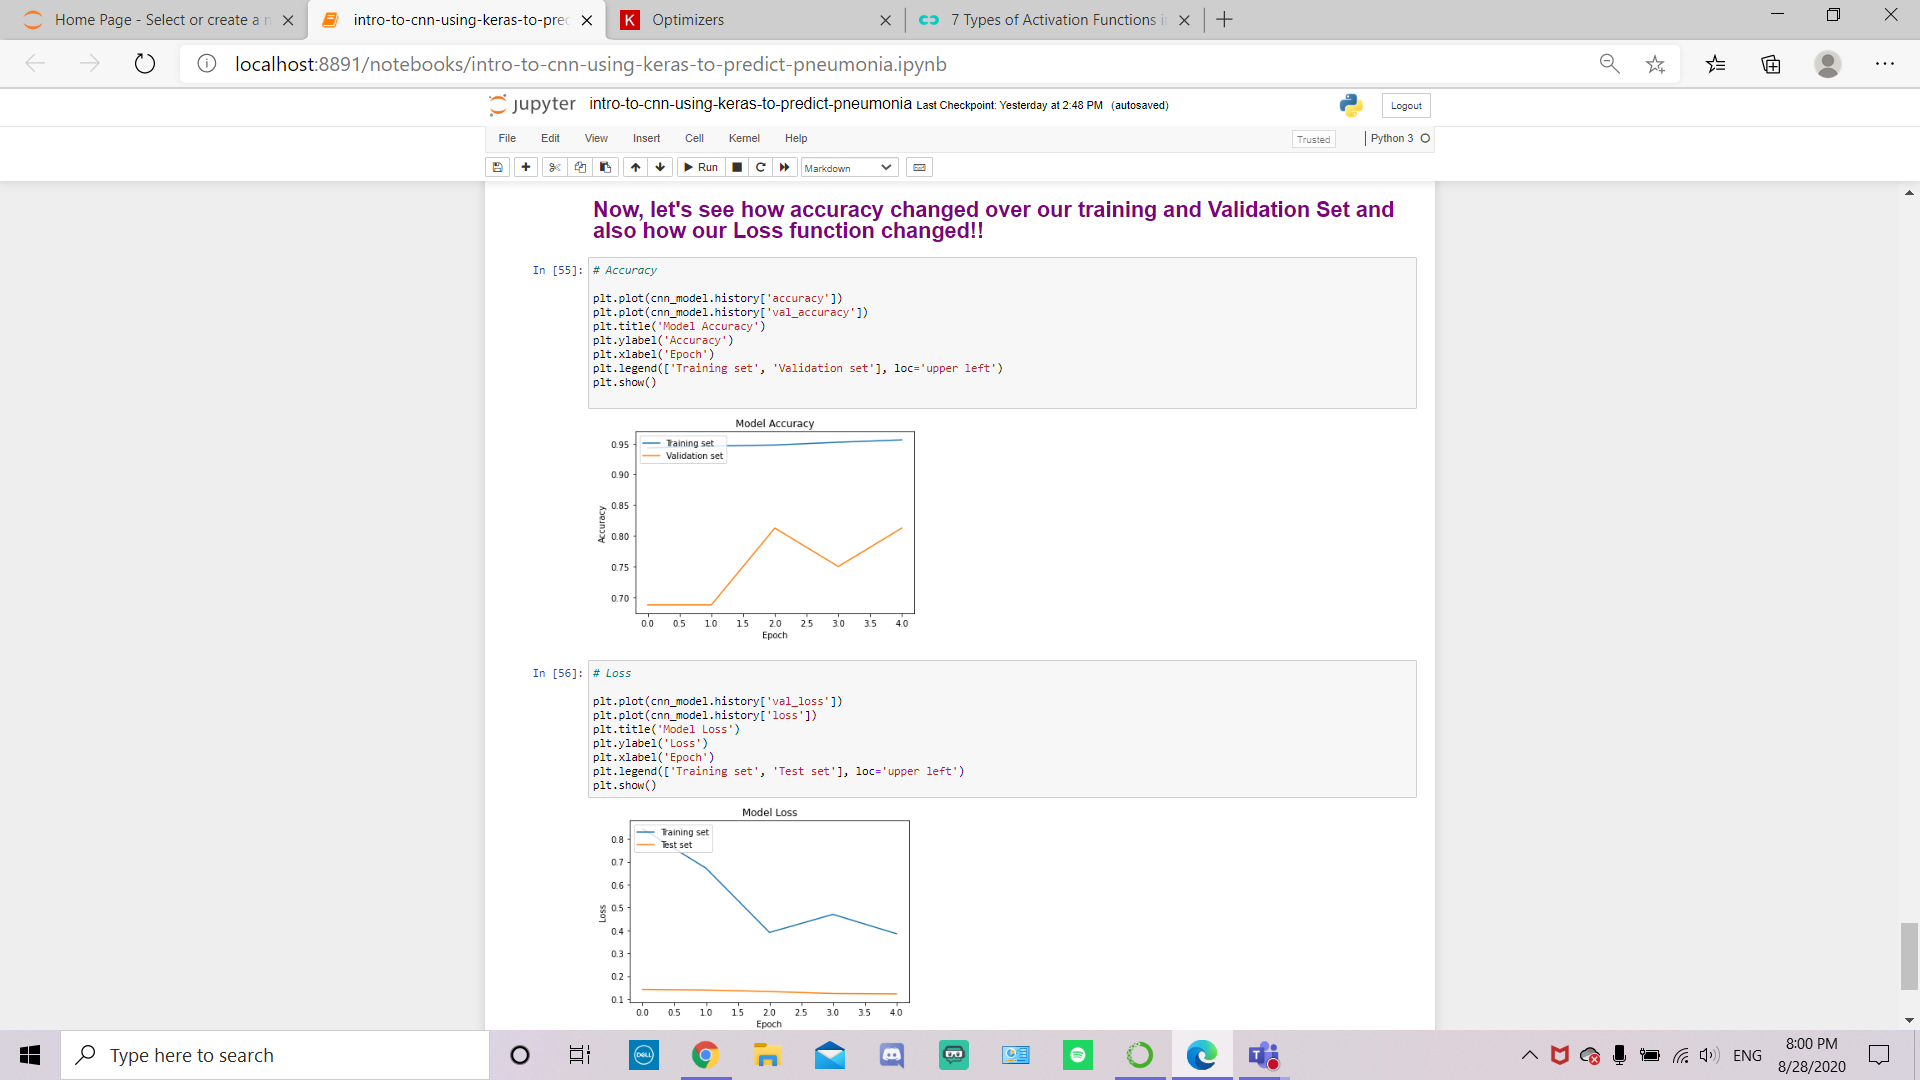 Home Page - Select or create a n
intro-to-cnn-using-keras-to-prec
Optimizers
7 Types of Activation Functions i
localhost:8891/notebooks/intro-to-cnn-using-keras-to-predict-pneumonia.ipynb
jupyter intro-to-cnn-using-keras-to-predict-pneumonia Last Checkpoint: Yesterday at 2:48 PM (autosaved)
Logout
File Edit View Insert Cell Kernel Help
Trusted
Python 3
Run
Markdown
Now, let's see how accuracy changed over our training and Validation Set and
also how our Loss function changed!!
In [55]:
# Accuracy
plt.plot(cnn_model.history['accuracy'])
plt.plot(cnn_model.history['val_accuracy'])
plt.title('Model Accuracy')
plt.ylabel('Accuracy')
plt.xlabel('Epoch')
plt.legend(['Training set', 'Validation set'], loc='upper left')
plt.show()
Model Accuracy
Training set
Validation set
0.95
0.90
0.85
0.80
0.75
0.70
Accuracy
0.0 0.5 1.0 1.5 2.0 2.5 3.0 3.5 4.0
Epoch
In [56]:
# Loss
plt.plot(cnn_model.history['val_loss'])
plt.plot(cnn_model.history['loss'])
plt.title('Model Loss')
plt.ylabel('Loss')
plt.xlabel('Epoch')
plt.legend(['Training set', 'Test set'], loc='upper left')
plt.show()
Model Loss
Training set
Test set
0.8
0.7
0.6
0.5
0.4
0.3
0.2
0.1
Loss
0.0 0.5 1.0 1.5 2.0 2.5 3.0 3.5 4.0
Epoch
Type here to search
DELL
ENG
8:00 PM
8/28/2020